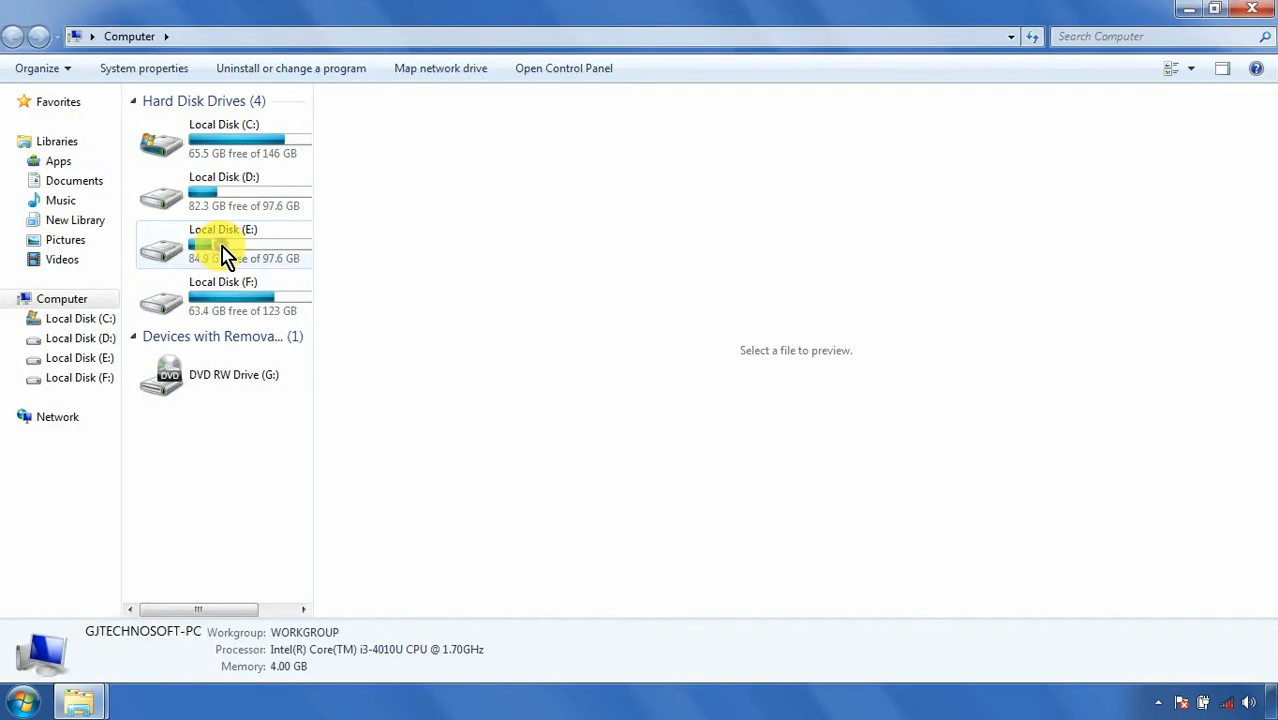 Computer
Search Computer
Organize
System properties
Uninstall or change a program
Map network drive
Open Control Panel
Favorites
Libraries
Apps
Documents
Music
New Library
Pictures
Videos
Computer
Local Disk (C:)
Local Disk (D:)
Local Disk (E:)
Local Disk (F:)
Network
Hard Disk Drives (4)
Local Disk (C:)
65.5 GB free of 146 GB
Local Disk (D:)
82.3 GB free of 97.6 GB
Local Disk (E:)
84.9 G free of 97.6 GB
Local Disk (F:)
63.4 GB free of 123 GB
Devices with Remova... (1)
DVD
DVD RW Drive (G:)
Select a file to preview.
GJTECHNOSOFT-PC
Workgroup: WORKGROUP
Processor: Intel(R) Core(TM) i3-4010U CPU @ 1.70GHz
Memory: 4.00 GB